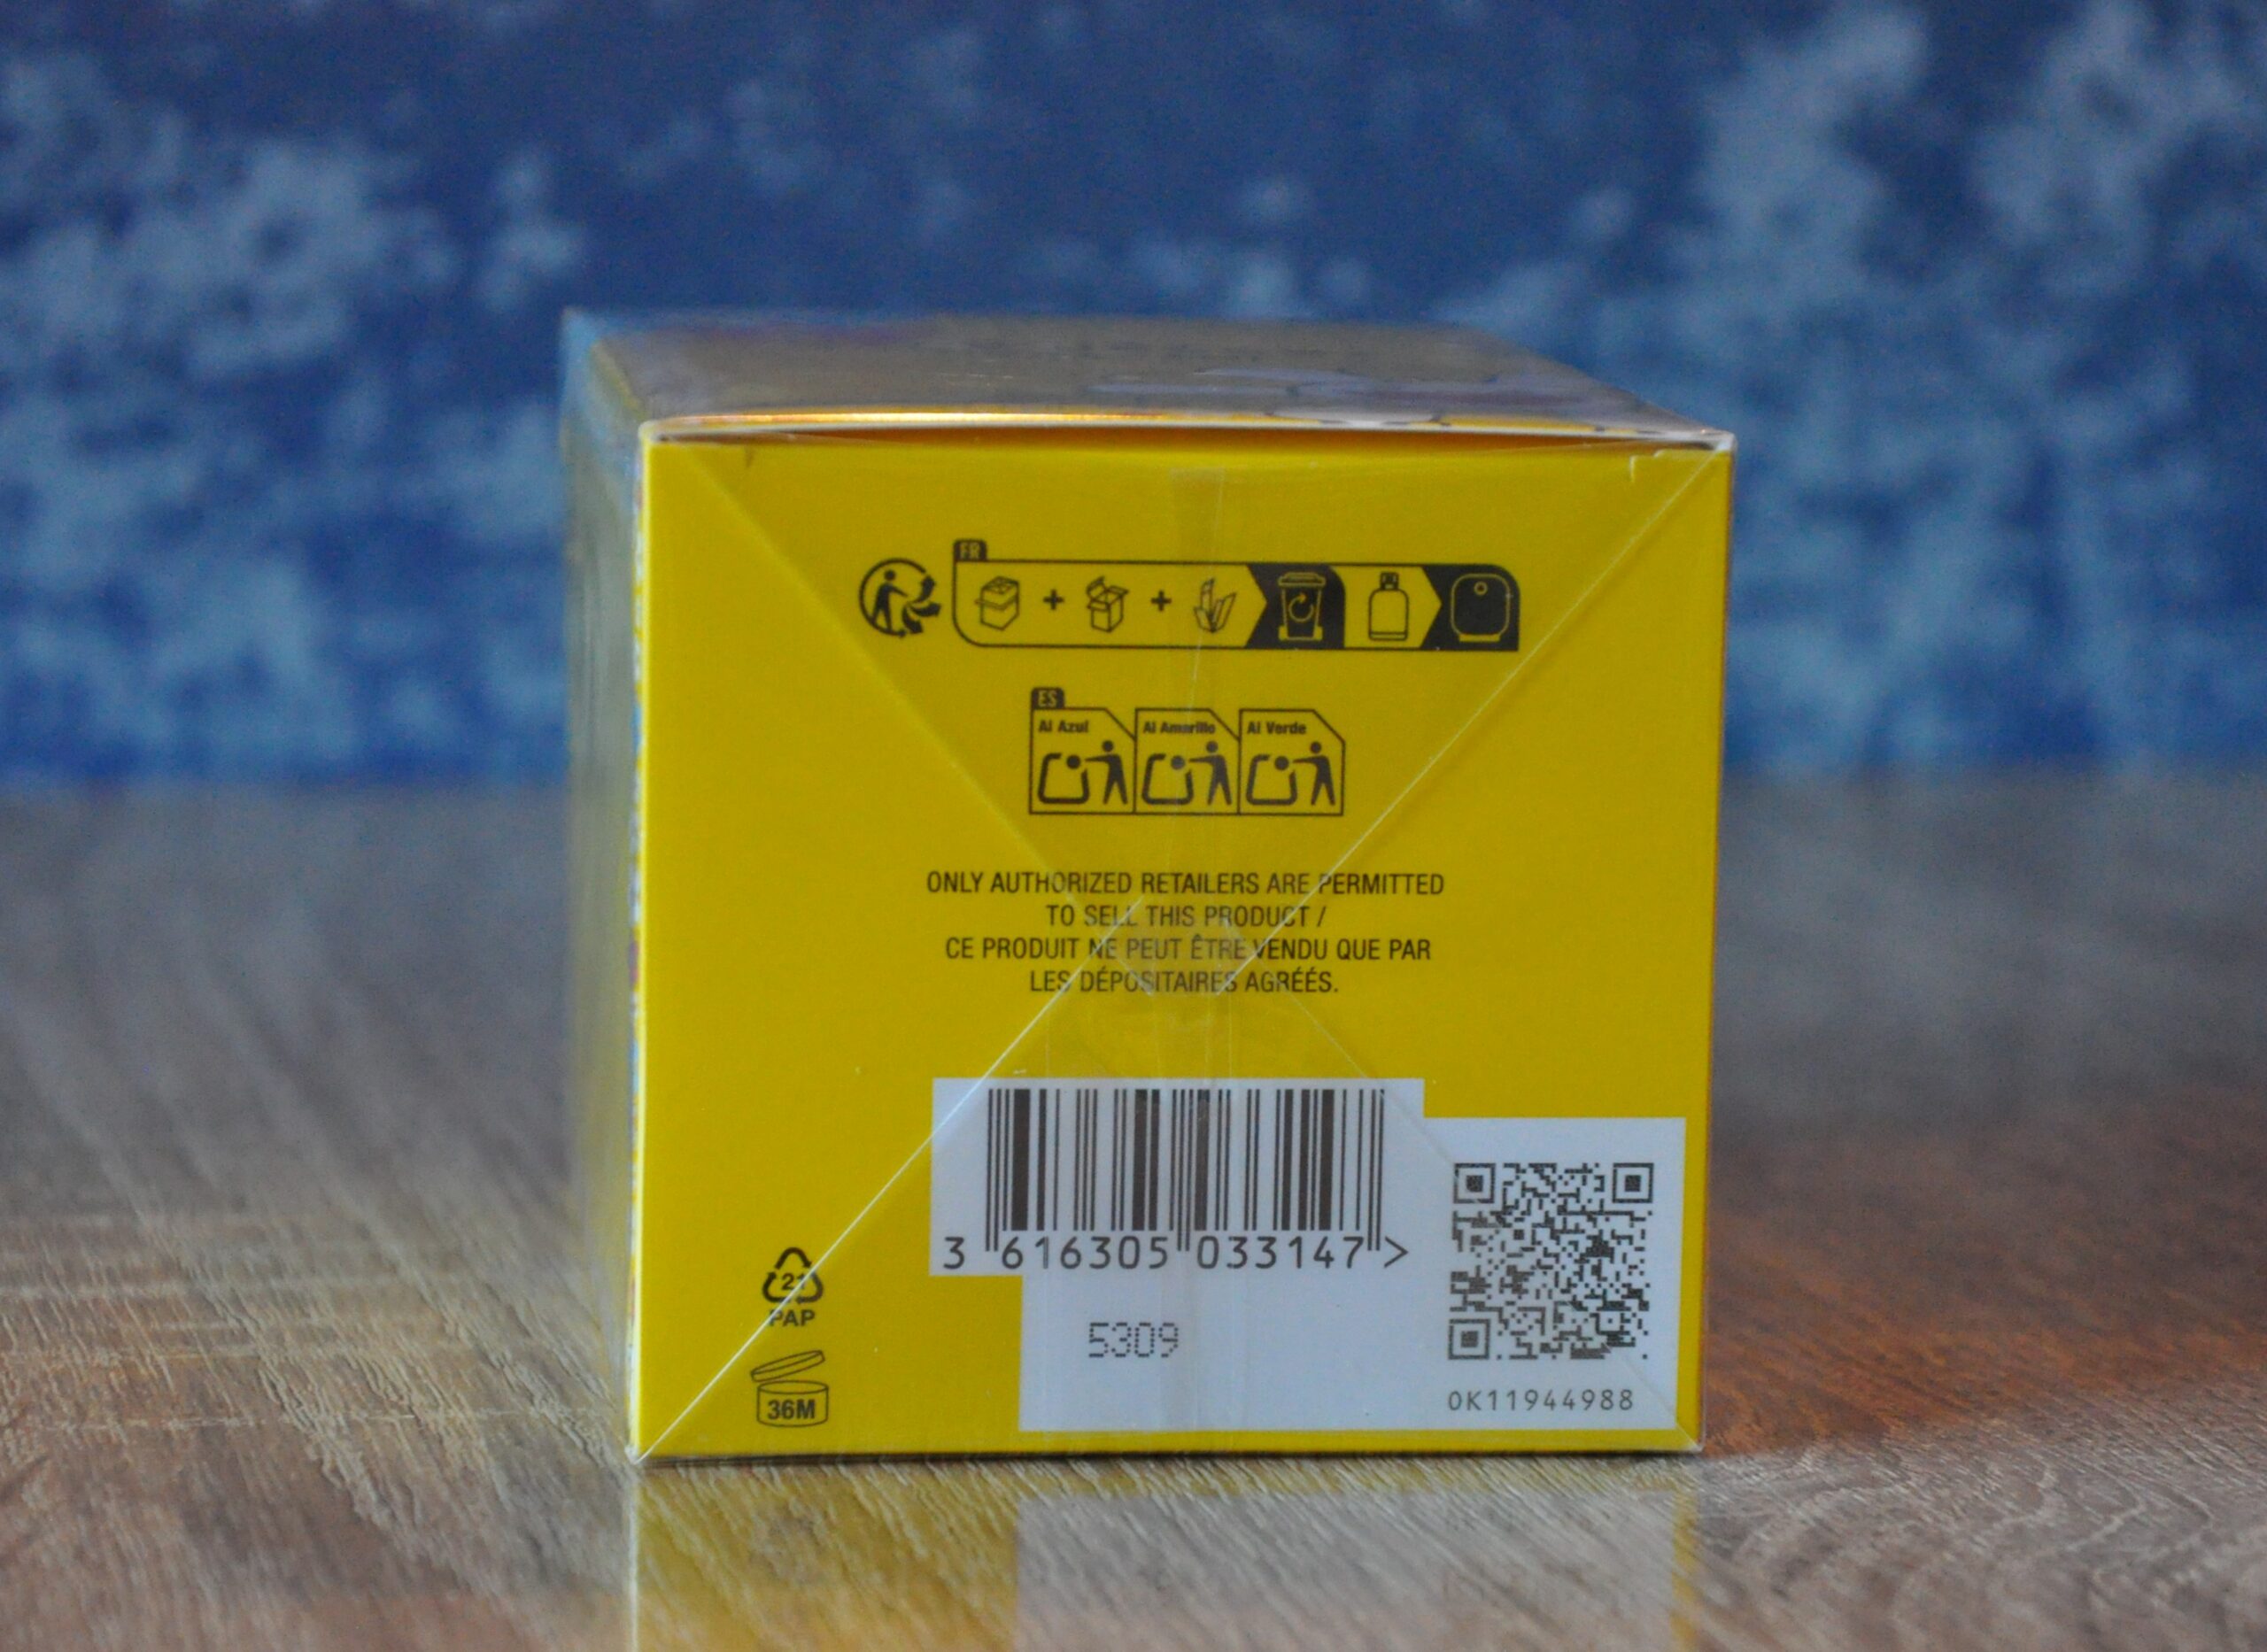 FR
+ +
ES
Al Azul Al Amarillo Al Verde
ONLY AUTHORIZED RETAILERS ARE PERMITTED
TO SELL THIS PRODUCT /
CE PRODUIT NE PEUT ÊTRE VENDU QUE PAR
LES DÉPOSITAIRES AGRÉÉS.
3 616305 033147 >
21
PAP
5309
36M
0K11944988